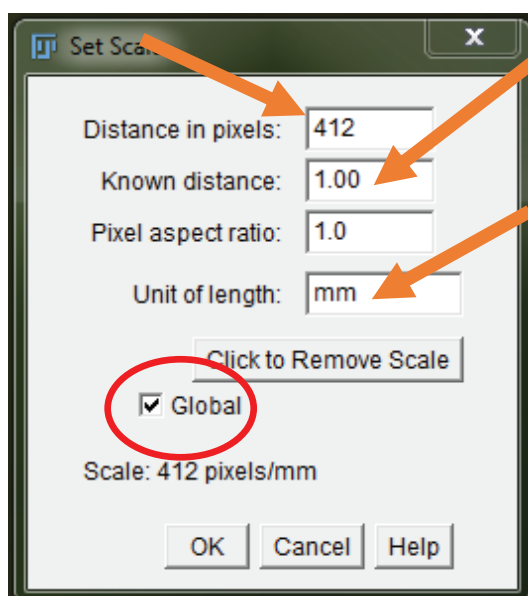 Set Scale X
Distance in pixels: 412
Known distance: 1.00
Pixel aspect ratio: 1.0
Unit of length: mm
Click to Remove Scale
Global
Scale: 412 pixels/mm
OK Cancel Help